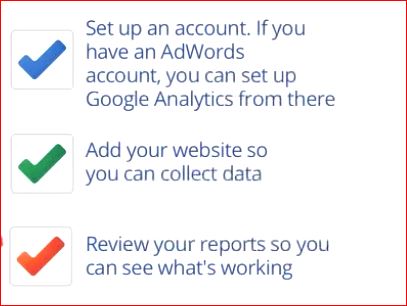 Set up an account. If you
have an AdWords
account, you can set up
Google Analytics from there
Add your website so
you can collect data
Review your reports so you
can see what's working